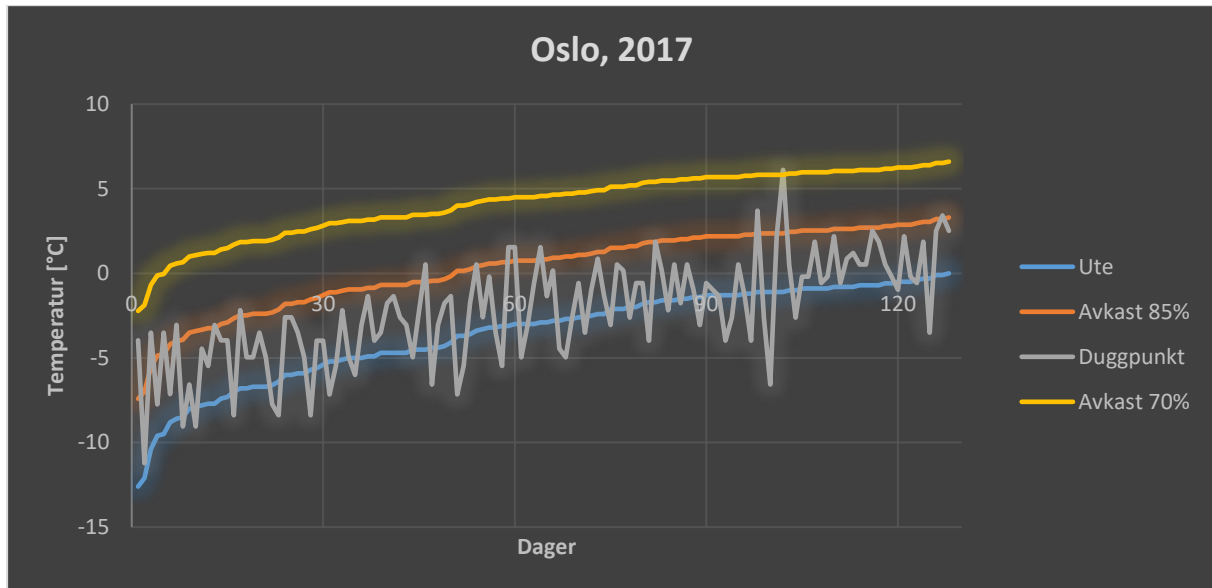 Oslo, 2017
Temperatur [°C]
10
5
0
-5
-10
-15
0
30
60
90
120
Dager
Ute
Avkast 85%
Duggpunkt
Avkast 70%